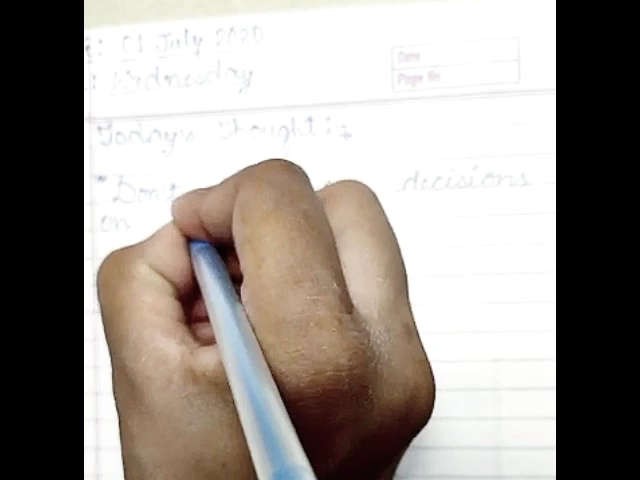 : 01 July 2020
: Wednesday
Date
Page No
Today's Thought :-
"Don't decisions
on